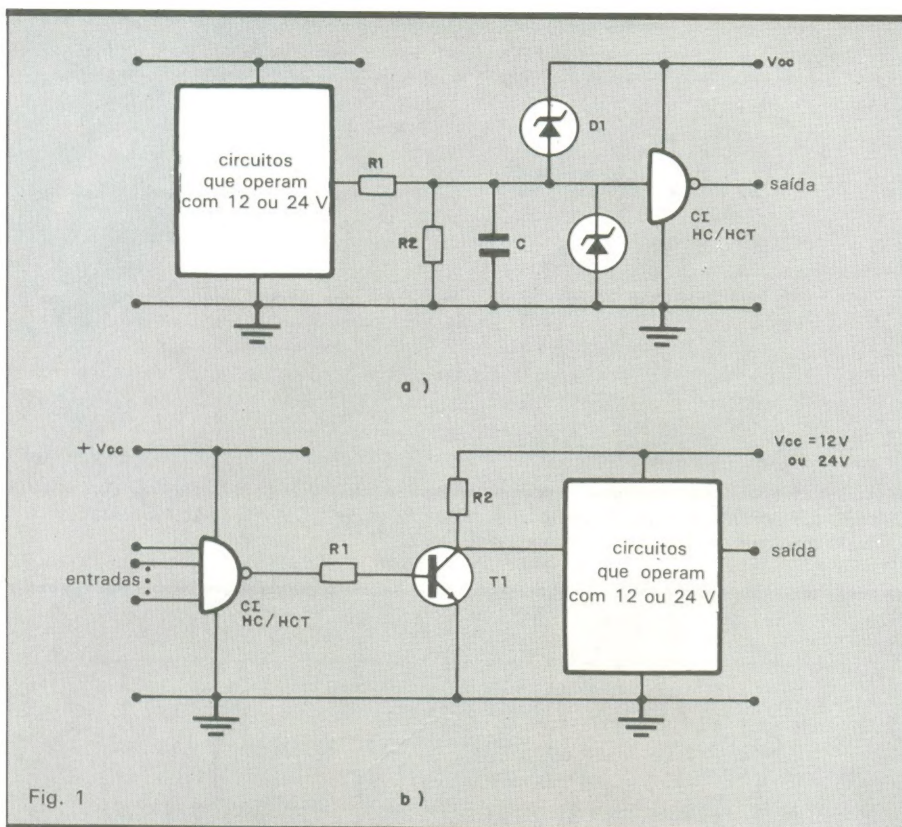 Vcc
D1
circuitos
que operam
com 12 ou 24 V
R1
saída
R2
C
CI
HC/HCT
a )
+ Vcc
Vcc = 12V
ou 24V
R2
R1
circuitos
que operam
com 12 ou 24 V
saída
entradas
T1
CI
HC/HCT
Fig. 1
b )